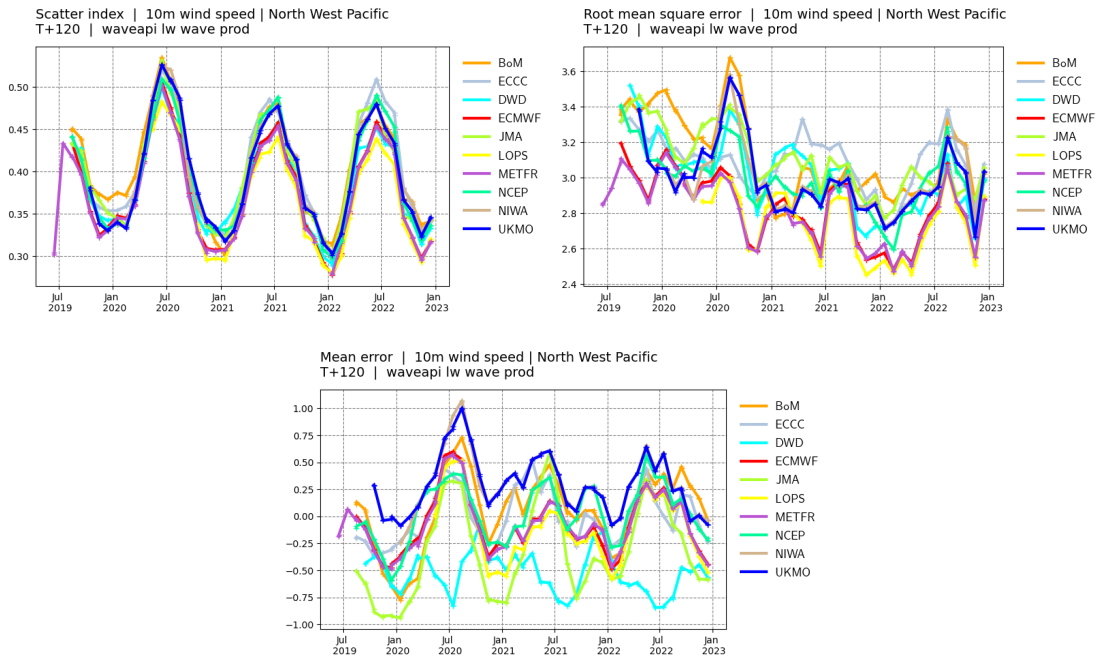 Scatter index | 10m wind speed | North West Pacific
T+120 | waveapi lw wave prod
0.50
0.45
0.40
0.35
0.30
Jul
2019
Jan
2020
Jul
2020
Jan
2021
Jul
2021
Jan
2022
Jul
2022
Jan
2023
BoM
ECCC
DWD
ECMWF
JMA
LOPS
METFR
NCEP
NIWA
UKMO
Root mean square error | 10m wind speed | North West Pacific
T+120 | waveapi lw wave prod
3.6
3.4
3.2
3.0
2.8
2.6
2.4
Jul
2019
Jan
2020
Jul
2020
Jan
2021
Jul
2021
Jan
2022
Jul
2022
Jan
2023
BoM
ECCC
DWD
ECMWF
JMA
LOPS
METFR
NCEP
NIWA
UKMO
Mean error | 10m wind speed | North West Pacific
T+120 | waveapi lw wave prod
1.00
0.75
0.50
0.25
0.00
−0.25
−0.50
−0.75
−1.00
Jul
2019
Jan
2020
Jul
2020
Jan
2021
Jul
2021
Jan
2022
Jul
2022
Jan
2023
BoM
ECCC
DWD
ECMWF
JMA
LOPS
METFR
NCEP
NIWA
UKMO